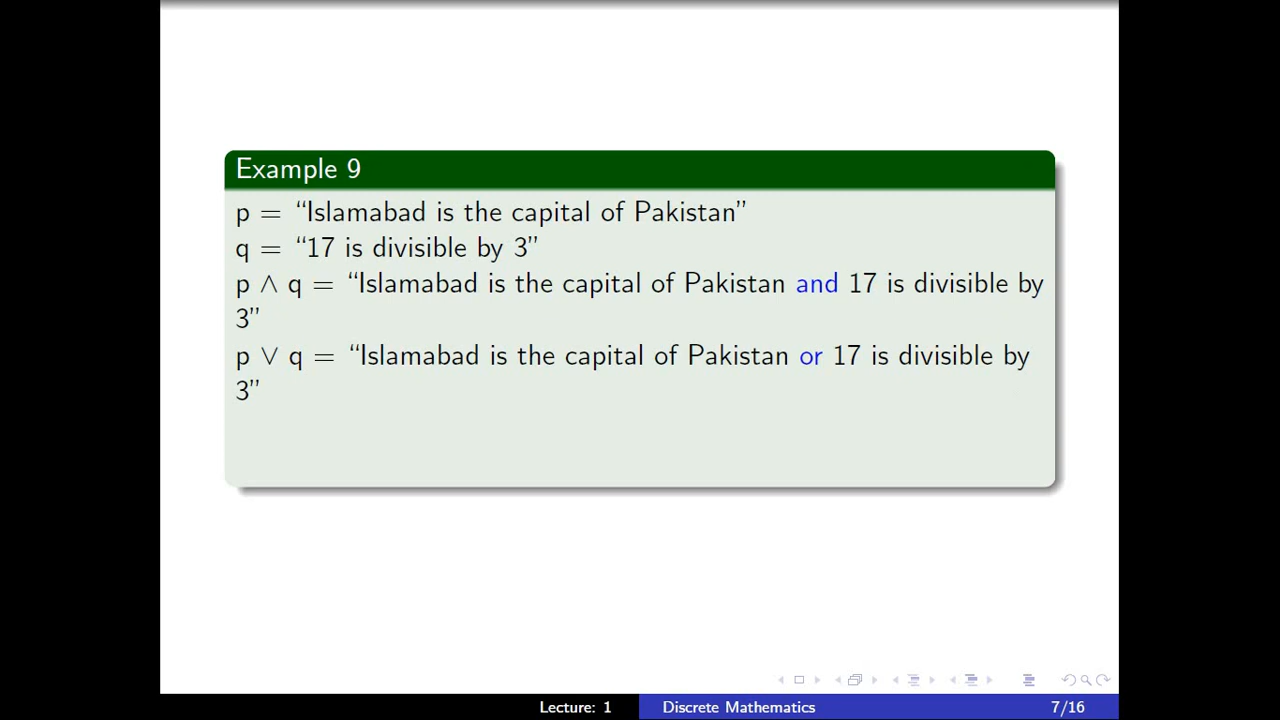 Example 9
p = “Islamabad is the capital of Pakistan”
q = “17 is divisible by 3”
p ∧ q = “Islamabad is the capital of Pakistan and 17 is divisible by
3”
p ∨ q = “Islamabad is the capital of Pakistan or 17 is divisible by
3”
Lecture: 1 Discrete Mathematics 7/16